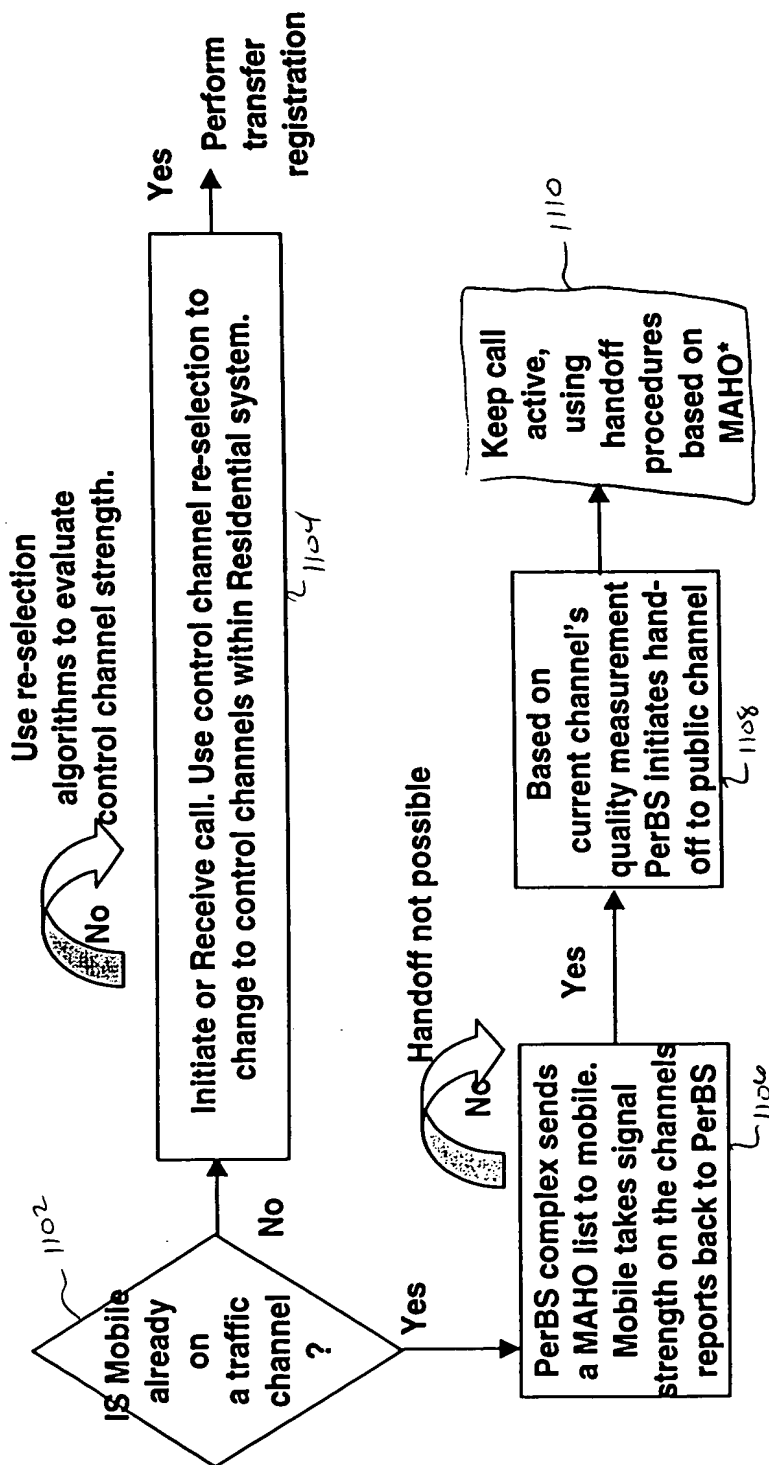 1102
IS Mobile
already
on
a traffic
channel
?
No
Yes
Use re-selection
algorithms to evaluate
control channel strength.
No
Initiate or Receive call. Use control channel re-selection to
change to control channels within Residential system.
1104
Yes
Perform
transfer
registration
PerBS complex sends
a MAHO list to mobile.
Mobile takes signal
strength on the channels
reports back to PerBS
1106
No
Handoff not possible
Yes
Based on
current channel's
quality measurement
PerBS initiates hand-
off to public channel
1108
Keep call
active,
using
handoff
procedures
based on
MAHO*
1110